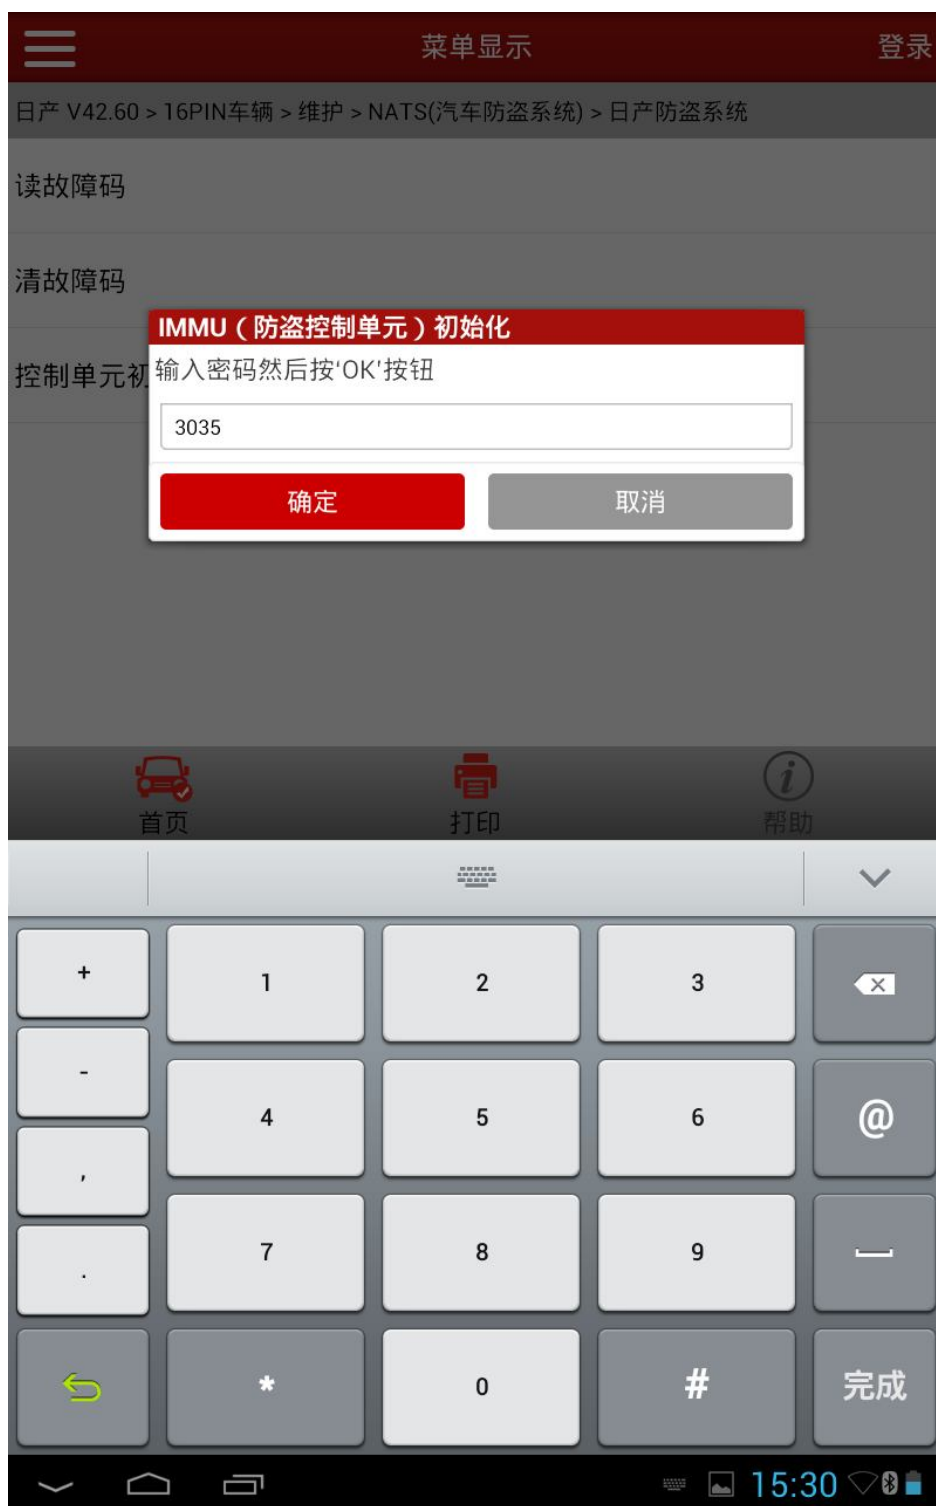 菜单显示 登录
日产 V42.60 > 16PIN车辆 > 维护 > NATS(汽车防盗系统) > 日产防盗系统
读故障码
清故障码
控制单元初
IMMU（防盗控制单元）初始化
输入密码然后按‘OK’按钮
3035
确定 取消
首页 打印 帮助
+ 1 2 3
- 4 5 6 @
,
7 8 9
.
* 0 # 完成
15:30